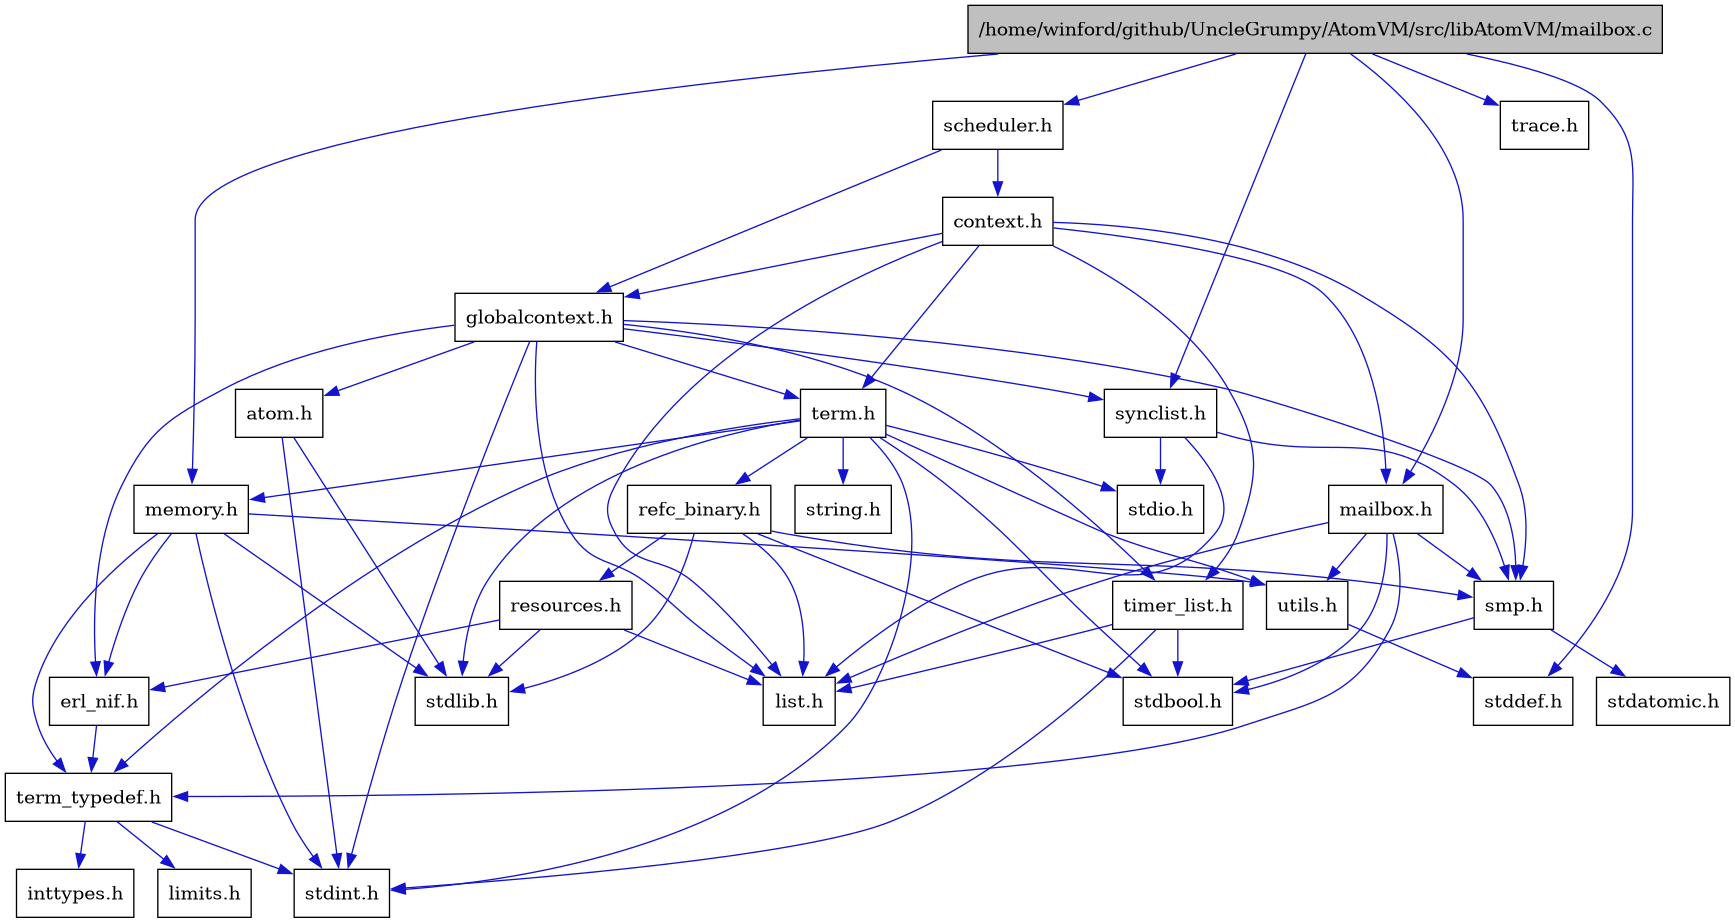 /home/winford/github/UncleGrumpy/AtomVM/src/libAtomVM/mailbox.c
scheduler.h
trace.h
context.h
globalcontext.h
atom.h
term.h
synclist.h
memory.h
refc_binary.h
string.h
stdio.h
mailbox.h
resources.h
timer_list.h
utils.h
smp.h
erl_nif.h
stdlib.h
list.h
stdbool.h
stddef.h
stdatomic.h
term_typedef.h
inttypes.h
limits.h
stdint.h